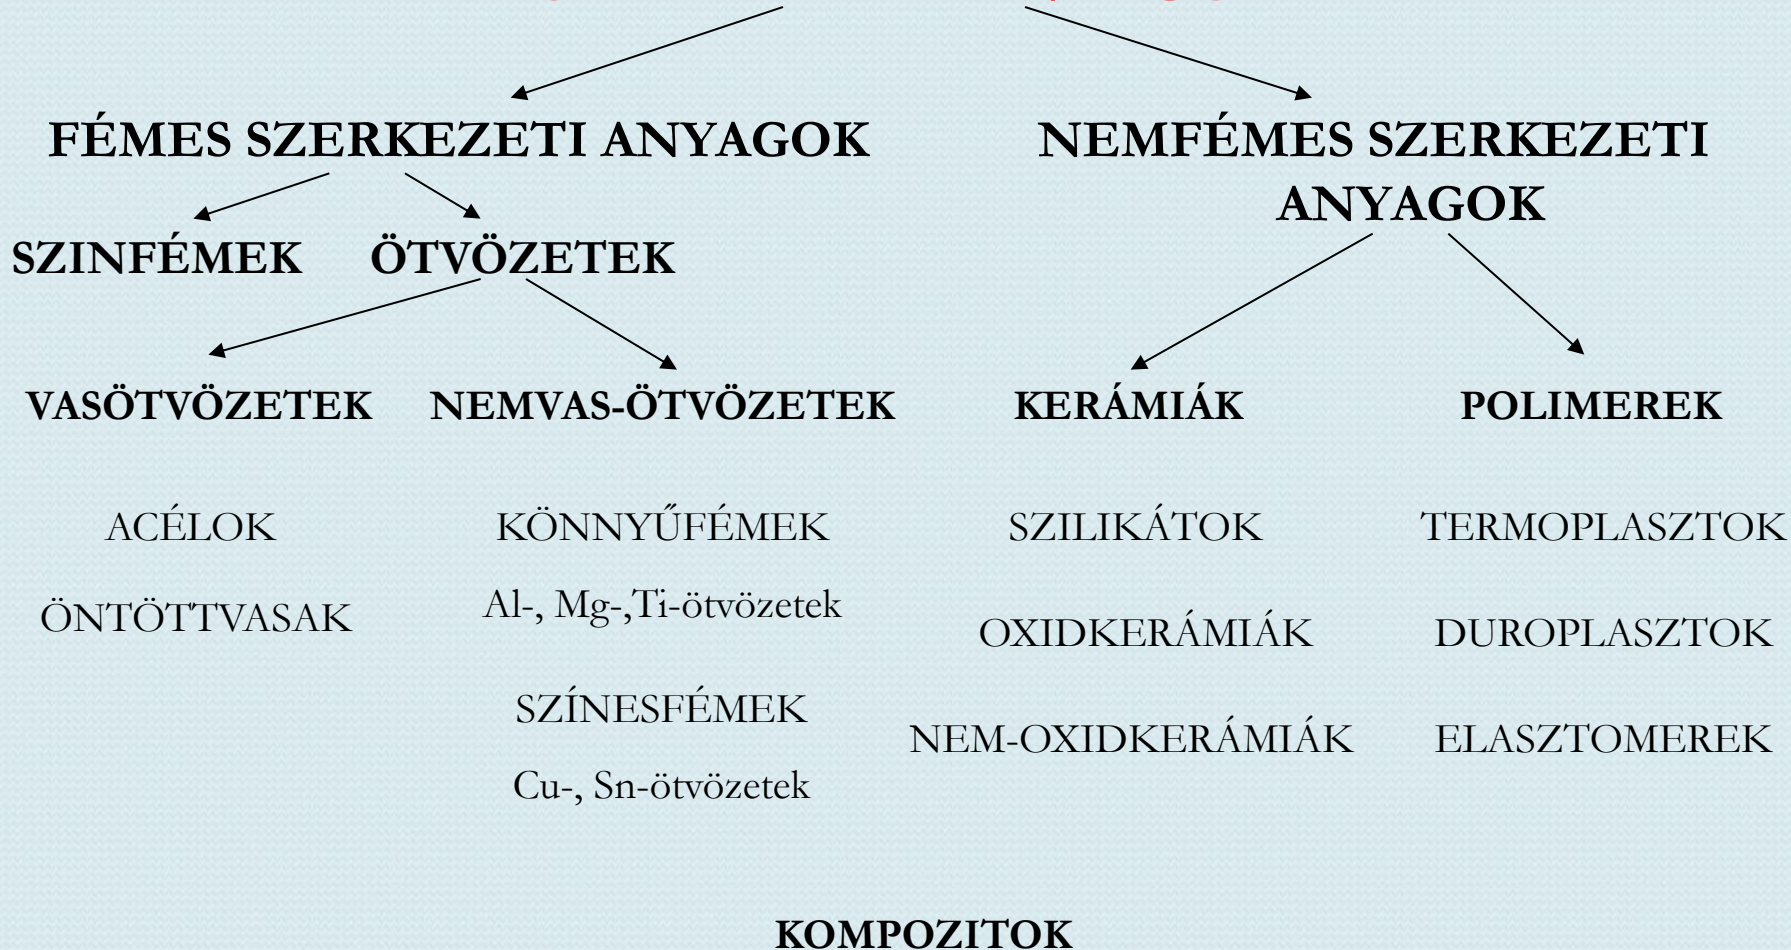 FÉMES SZERKEZETI ANYAGOK
NEMFÉMES SZERKEZETI
ANYAGOK
SZINFÉMEK
ÖTVÖZETEK
VASÖTVÖZETEK
NEMVAS-ÖTVÖZETEK
KERÁMIÁK
POLIMEREK
ACÉLOK
ÖNTÖTTVASAK
KÖNNYŰFÉMEK
Al-, Mg-,Ti-ötvözetek
SZÍNESFÉMEK
Cu-, Sn-ötvözetek
SZILIKÁTOK
OXIDKERÁMIÁK
NEM-OXIDKERÁMIÁK
TERMOPLASZTOK
DUROPLASZTOK
ELASZTOMEREK
KOMPOZITOK